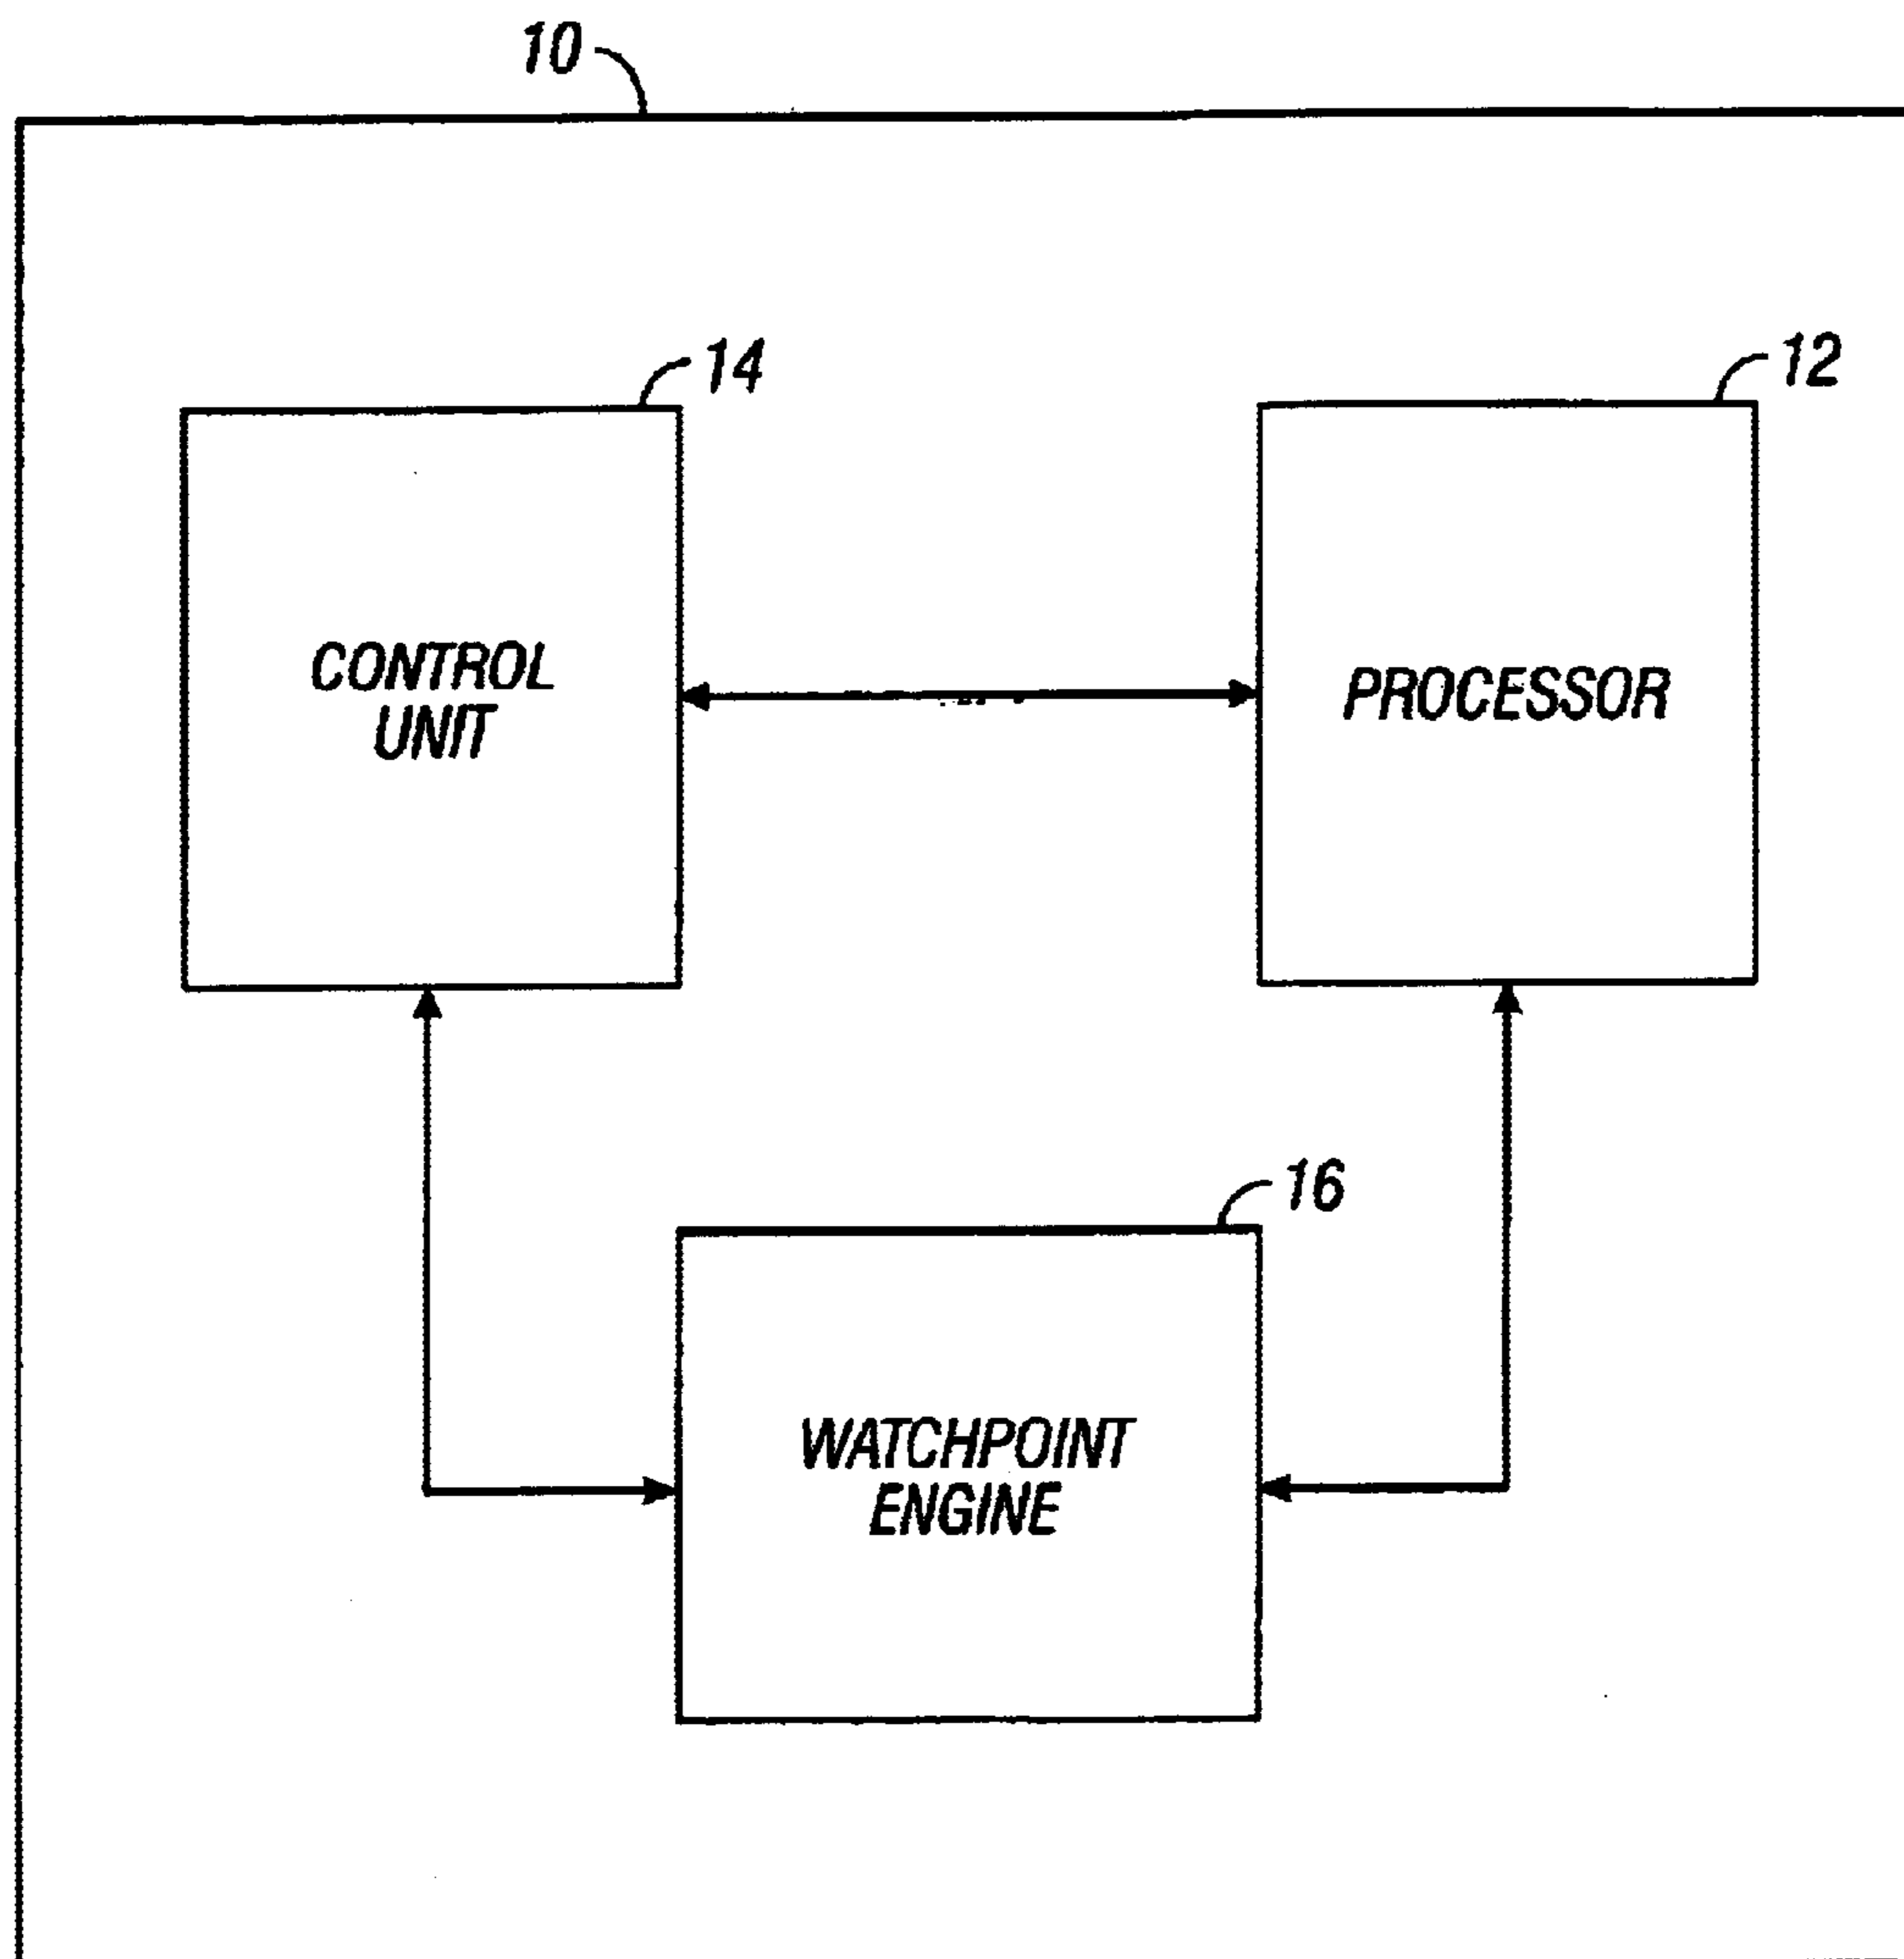 10
14
12
CONTROL
UNIT
PROCESSOR
16
WATCHPOINT
ENGINE